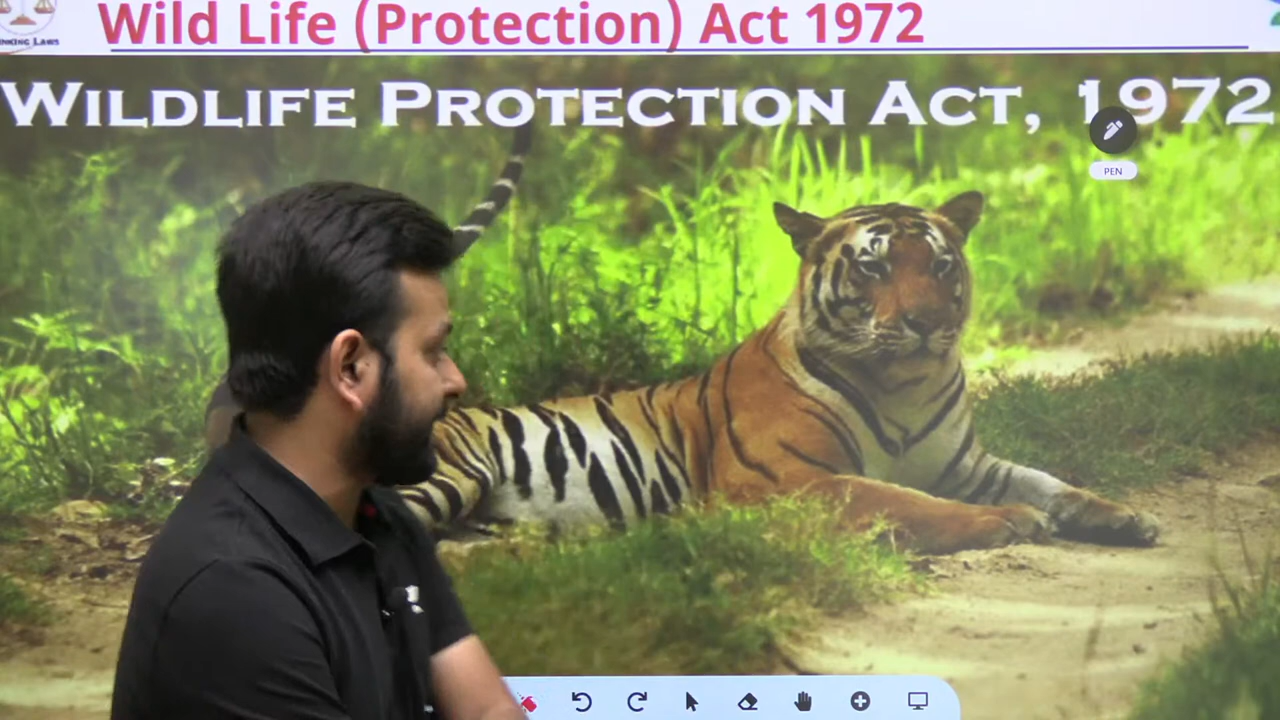 Wild Life (Protection) Act 1972
WILDLIFE PROTECTION ACT, 1972
PEN